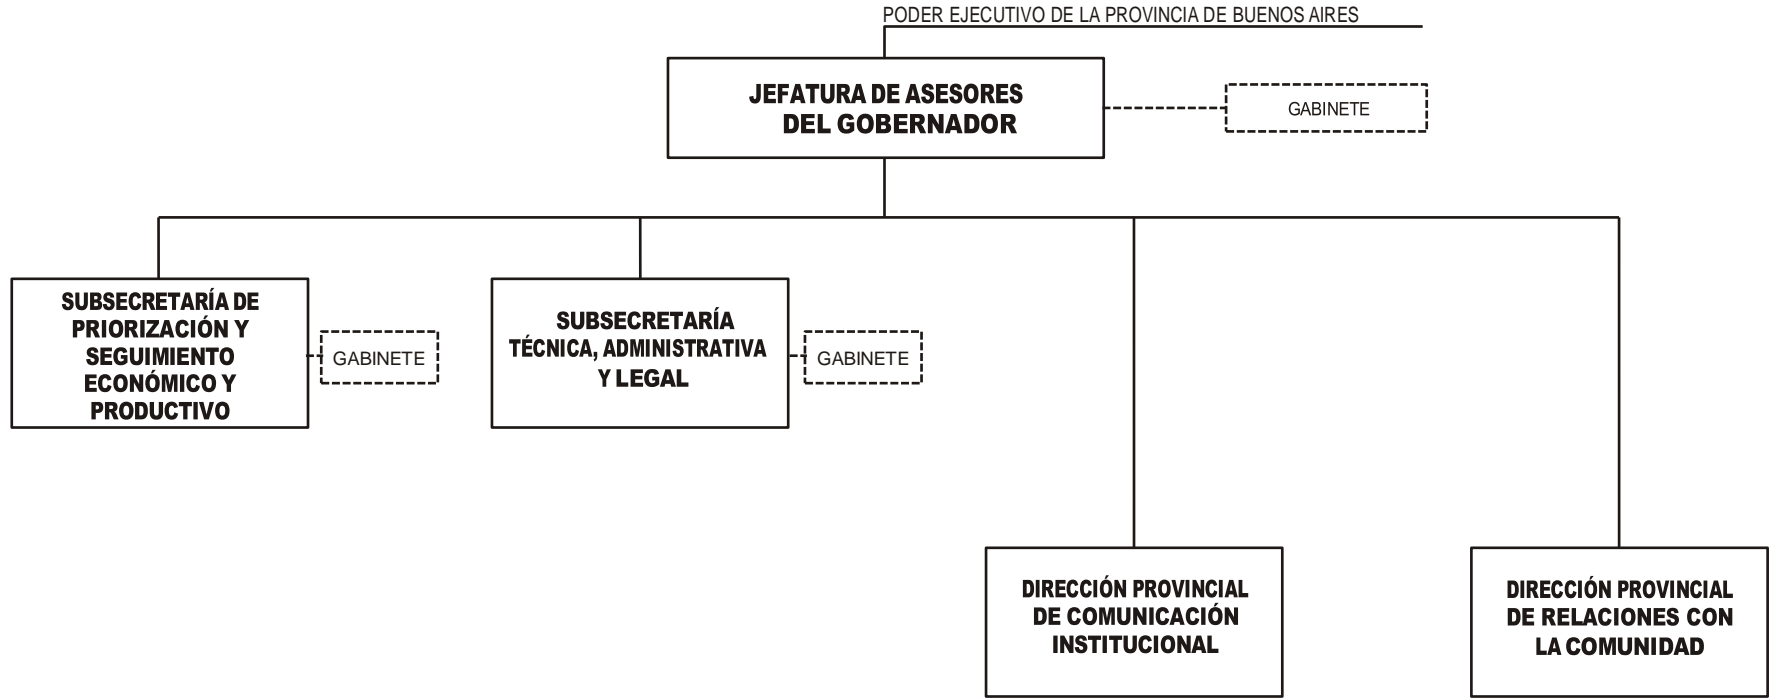 PODER EJECUTIVO DE LA PROVINCIA DE BUENOS AIRES
JEFATURA DE ASESORES
DEL GOBERNADOR
GABINETE
SUBSECRETARÍA DE
PRIORIZACIÓN Y
SEGUIMIENTO
ECONÓMICO Y
PRODUCTIVO
GABINETE
SUBSECRETARÍA
TÉCNICA, ADMINISTRATIVA
Y LEGAL
GABINETE
DIRECCIÓN PROVINCIAL
DE COMUNICACIÓN
INSTITUCIONAL
DIRECCIÓN PROVINCIAL
DE RELACIONES CON
LA COMUNIDAD